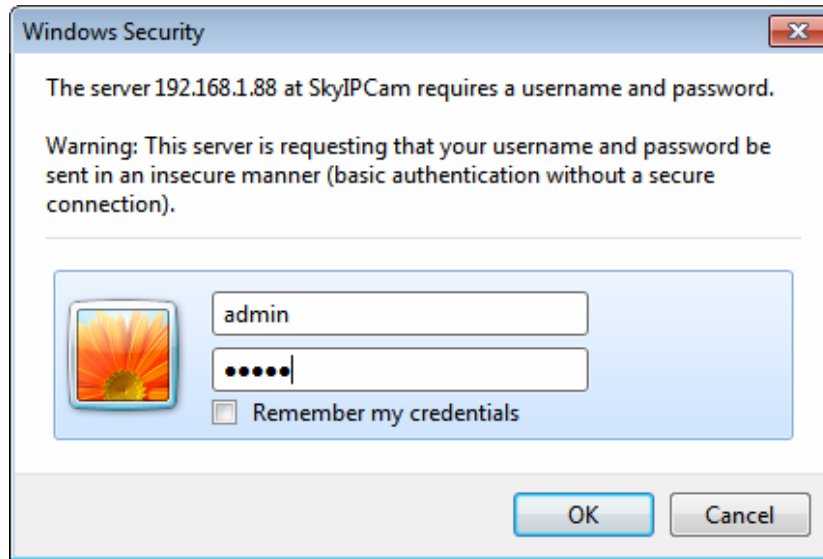 Windows Security
The server 192.168.1.88 at SkyIPCam requires a username and password.
Warning: This server is requesting that your username and password be
sent in an insecure manner (basic authentication without a secure
connection).
admin
●●●●●
Remember my credentials
OK
Cancel